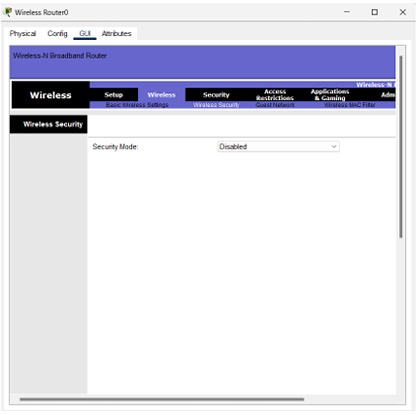 Wireless Router0
Physical Config GUI Attributes
Wireless-N Broadband Router
Wireless-N
Wireless Setup Wireless Security Access Restrictions Applications & Gaming Adm
Basic Wireless Settings Wireless Security Guest Network Wireless MAC Filter
Wireless Security
Security Mode: Disabled